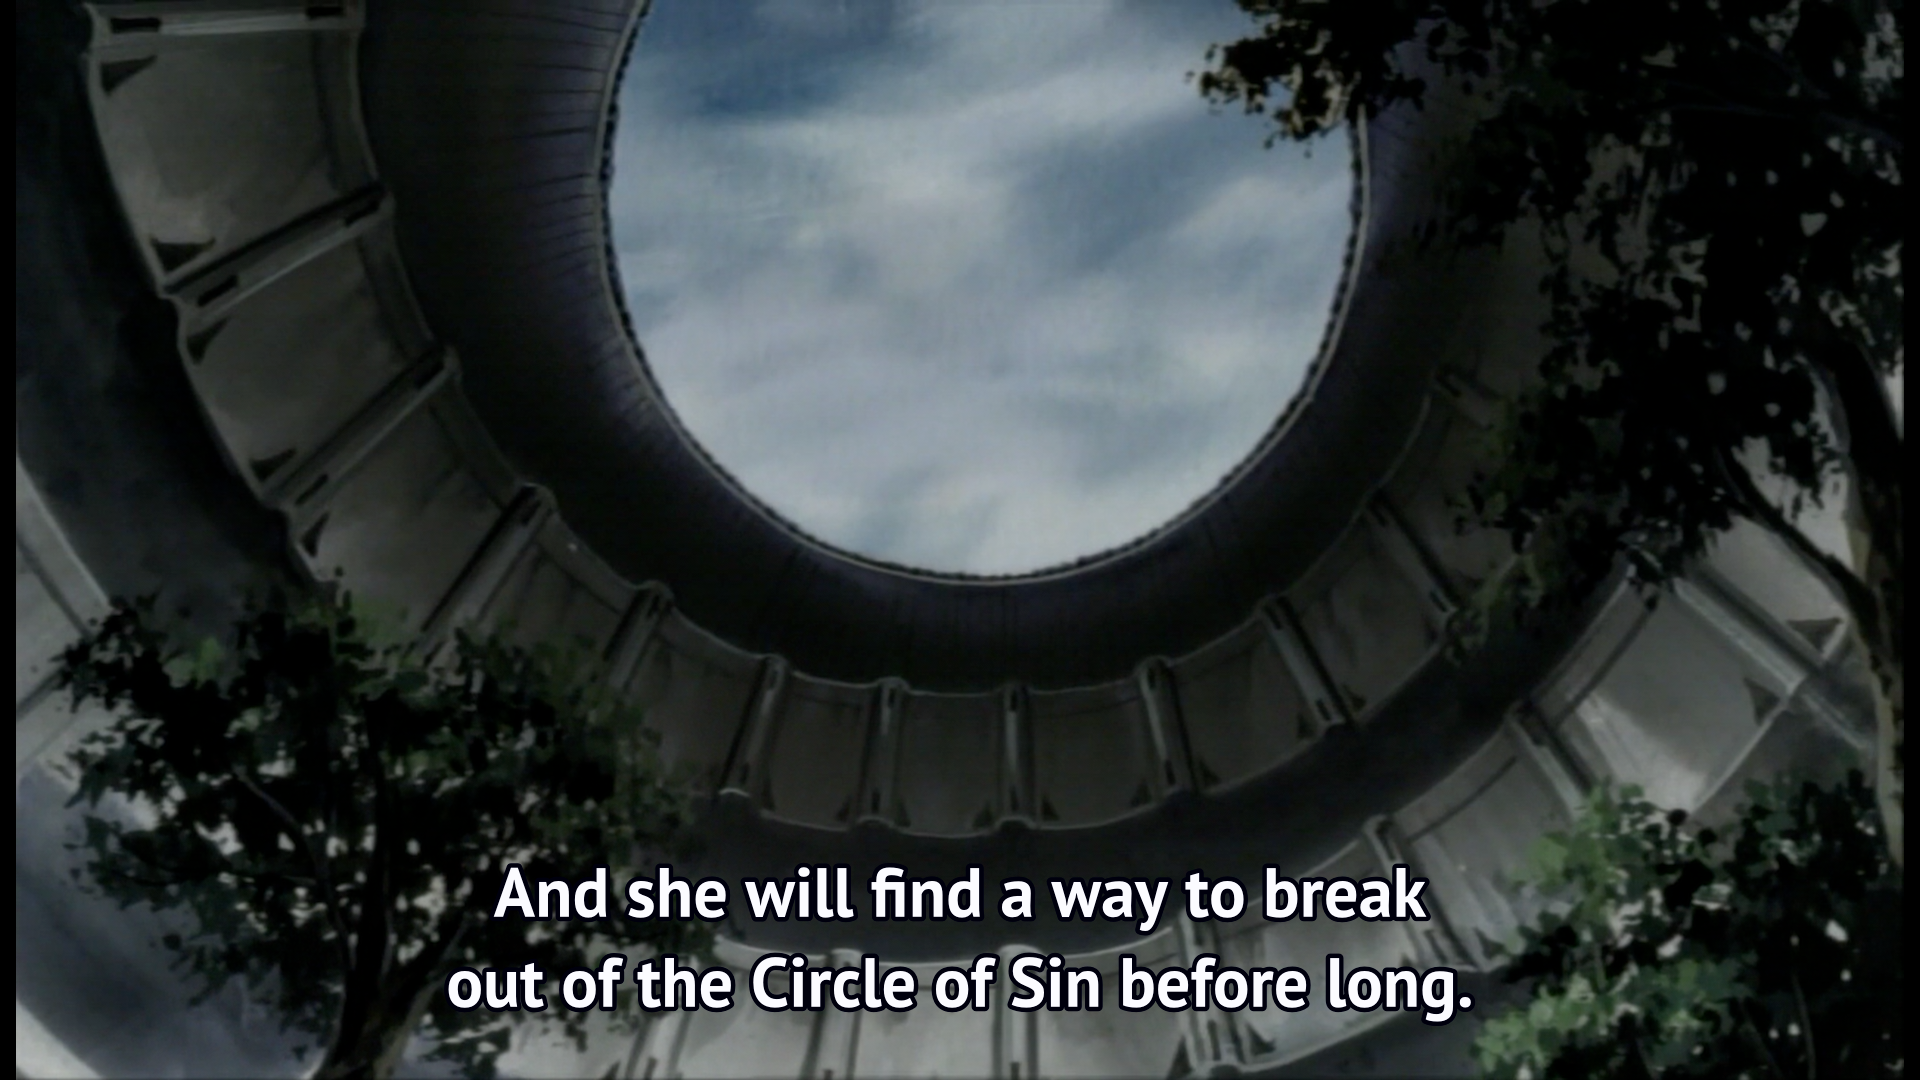 And she will find a way to break
out of the Circle of Sin before long.